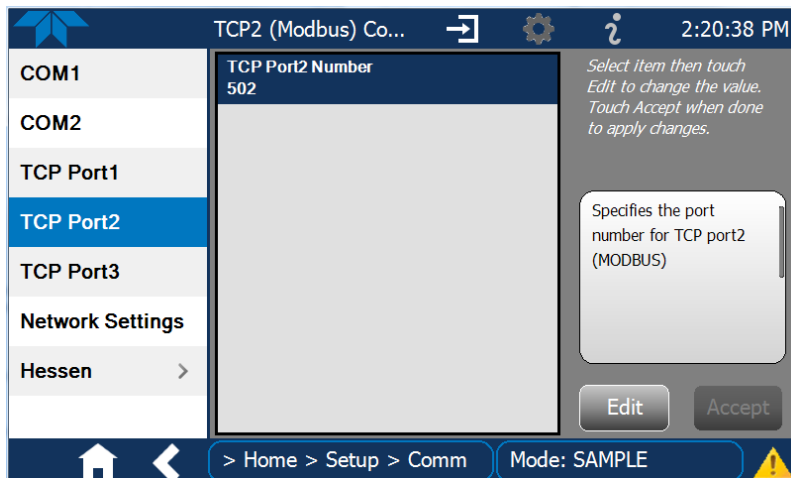 TCP2 (Modbus) Co...
2:20:38 PM
COM1
COM2
TCP Port1
TCP Port2
TCP Port3
Network Settings
Hessen
TCP Port2 Number
502
Select item then touch
Edit to change the value.
Touch Accept when done
to apply changes.
Specifies the port
number for TCP port2
(MODBUS)
Edit
Accept
> Home > Setup > Comm
Mode: SAMPLE